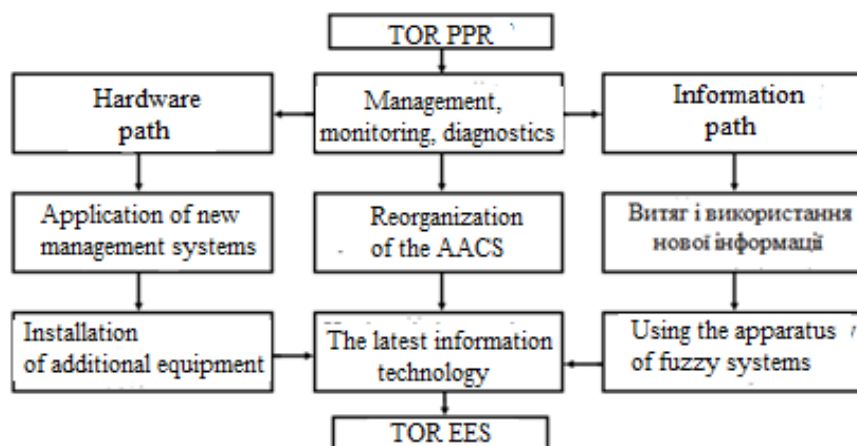 TOR PPR
Hardware
path
Management,
monitoring, diagnostics
Information
path
Application of new
management systems
Reorganization
of the AACS
Витяг і використання
нової інформації
Installation
of additional equipment
The latest information
technology
Using the apparatus
of fuzzy systems
TOR EES